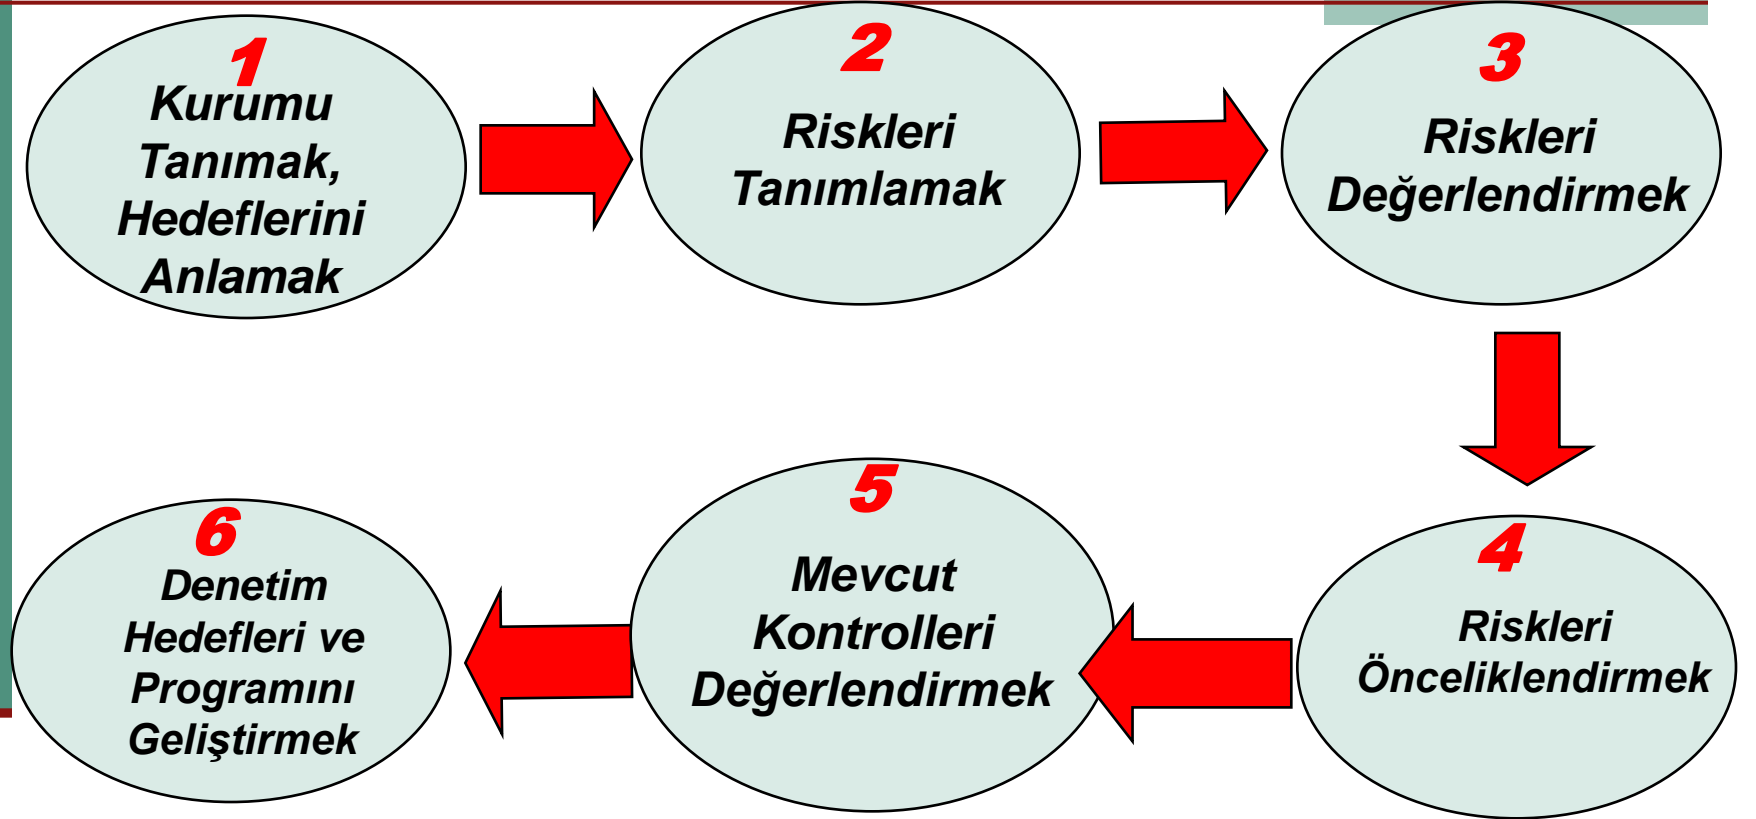 1
Kurumu
Tanımak,
Hedeflerini
Anlamak
2
Riskleri
Tanımlamak
3
Riskleri
Değerlendirmek
4
Riskleri
Önceliklendirmek
5
Mevcut
Kontrolleri
Değerlendirmek
6
Denetim
Hedefleri ve
Programını
Geliştirmek